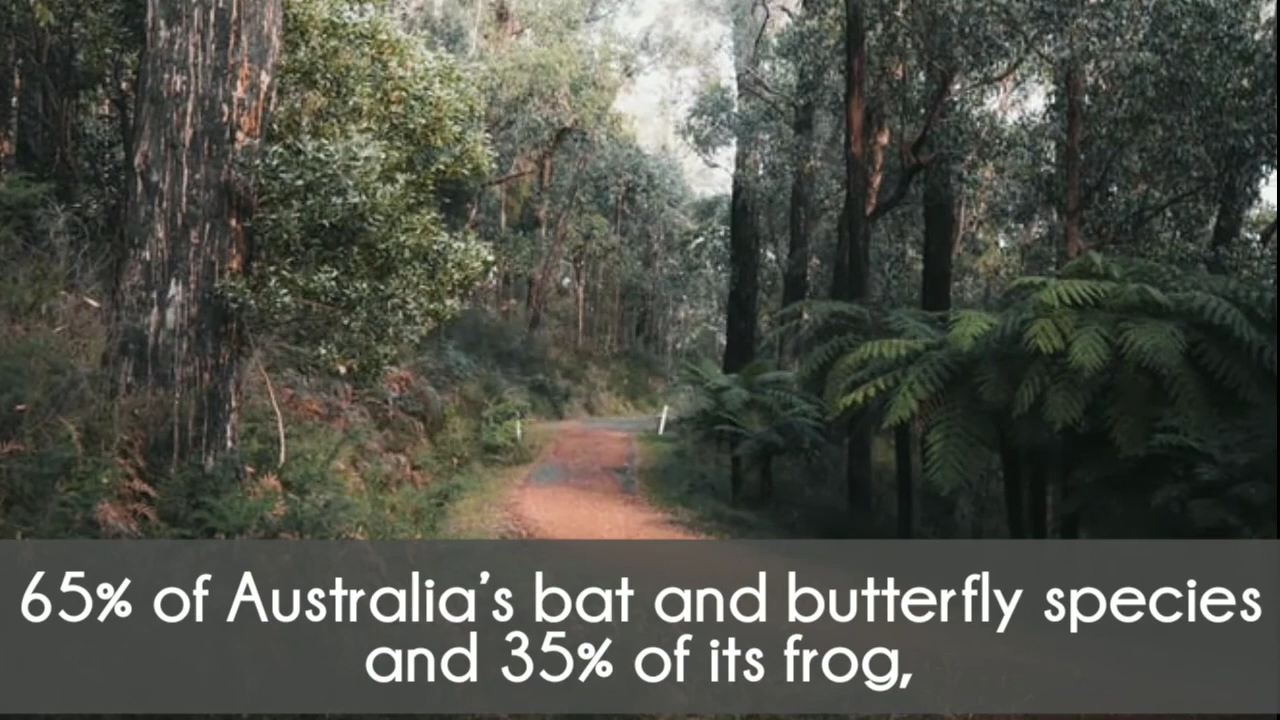 65% of Australia's bat and butterfly species
and 35% of its frog,